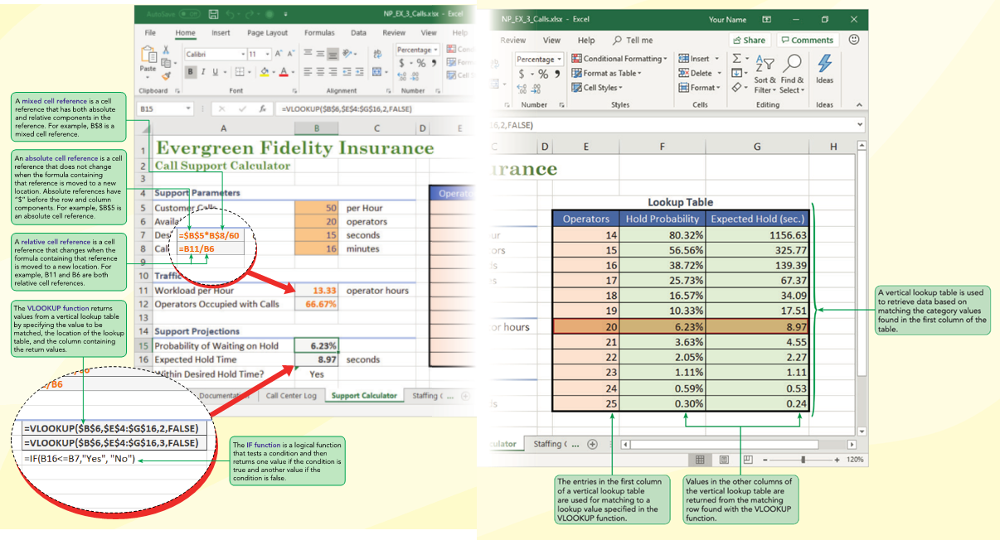 AutoSave Off
NP_EX_3_Calls.xlsx - Excel
File Home Insert Page Layout Formulas Data Review View Help
Paste
Calibri 11
Percentage
Clipboard Font Alignment Number
B15 =VLOOKUP($B$6,$E$4:$G$16,2,FALSE)
A B C D E
1 Evergreen Fidelity Insurance
2 Call Support Calculator
3
4 Support Parameters
5 50 per Hour
6 20 operators
7 15 seconds
8 16 minutes
9
10
11 Workload per Hour 13.33 operator hours
12 Operators Occupied with Calls 66.67%
13
14 Support Projections
15 Probability of Waiting on Hold 6.23%
16 Expected Hold Time 8.97 seconds
Within Desired Hold Time? Yes
Call Center Log Support Calculator Staffing ( ...
=$B$5*B$8/60
=B11/B6
=VLOOKUP($B$6,$E$4:$G$16,2,FALSE)
=VLOOKUP($B$6,$E$4:$G$16,3,FALSE)
=IF(B16<=B7,"Yes", "No")
A mixed cell reference is a cell
reference that has both absolute
and relative components in the
reference. For example, B$8 is a
mixed cell reference.
An absolute cell reference is a cell
reference that does not change
when the formula containing
that reference is moved to a new
location. Absolute references have
"$" before the row and column
components. For example, $B$5 is
an absolute cell reference.
A relative cell reference is a cell
reference that changes when the
formula containing that reference
is moved to a new location. For
example, B11 and B6 are both
relative cell references.
The VLOOKUP function returns
values from a vertical lookup table
by specifying the value to be
matched, the location of the lookup
table, and the column containing
the return values.
The IF function is a logical function
that tests a condition and then
returns one value if the condition is
true and another value if the
condition is false.
NP_EX_3_Calls.xlsx - Excel Your Name
Review View Help Tell me Share Comments
Percentage
Conditional Formatting
Format as Table
Cell Styles
Insert
Delete
Format
Sort & Filter
Find & Select
Ideas
Number Styles Cells Editing Ideas
,2,FALSE)
C D E F G H
urance
Lookup Table
Operators Hold Probability Expected Hold (sec.)
14 80.32% 1156.63
15 56.56% 325.77
16 38.72% 139.39
17 25.73% 67.37
18 16.57% 34.09
19 10.33% 17.51
or hours 20 6.23% 8.97
21 3.63% 4.55
22 2.05% 2.27
23 1.11% 1.11
24 0.59% 0.53
25 0.30% 0.24
culator Staffing ( ...
120%
A vertical lookup table is used
to retrieve data based on
matching the category values
found in the first column of the
table.
The entries in the first column
of a vertical lookup table
are used for matching to a
lookup value specified in the
VLOOKUP function.
Values in the other columns of
the vertical lookup table are
returned from the matching
row found with the VLOOKUP
function.